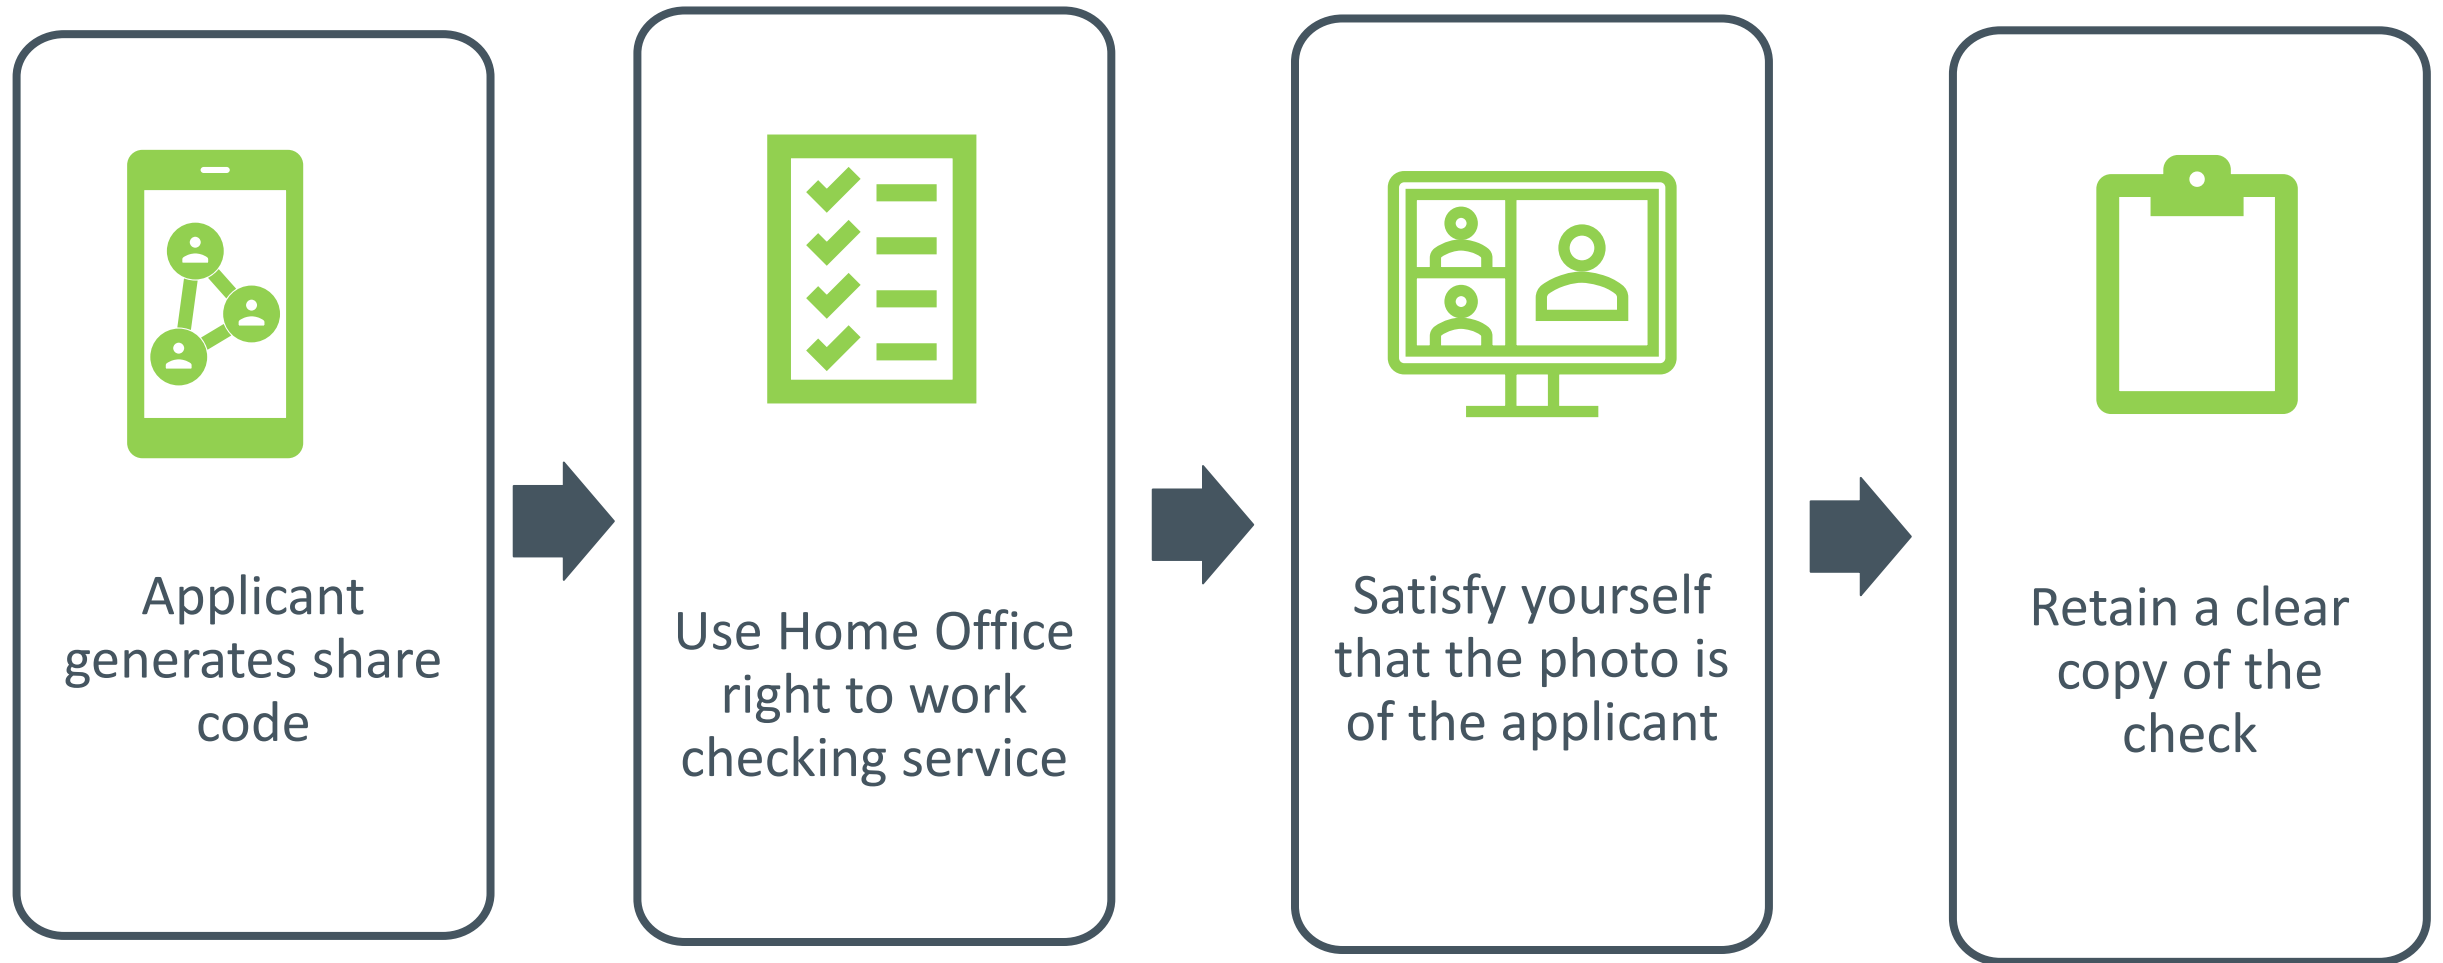 Applicant
generates share
code
Use Home Office
right to work
checking service
Satisfy yourself
that the photo is
of the applicant
Retain a clear
copy of the
check